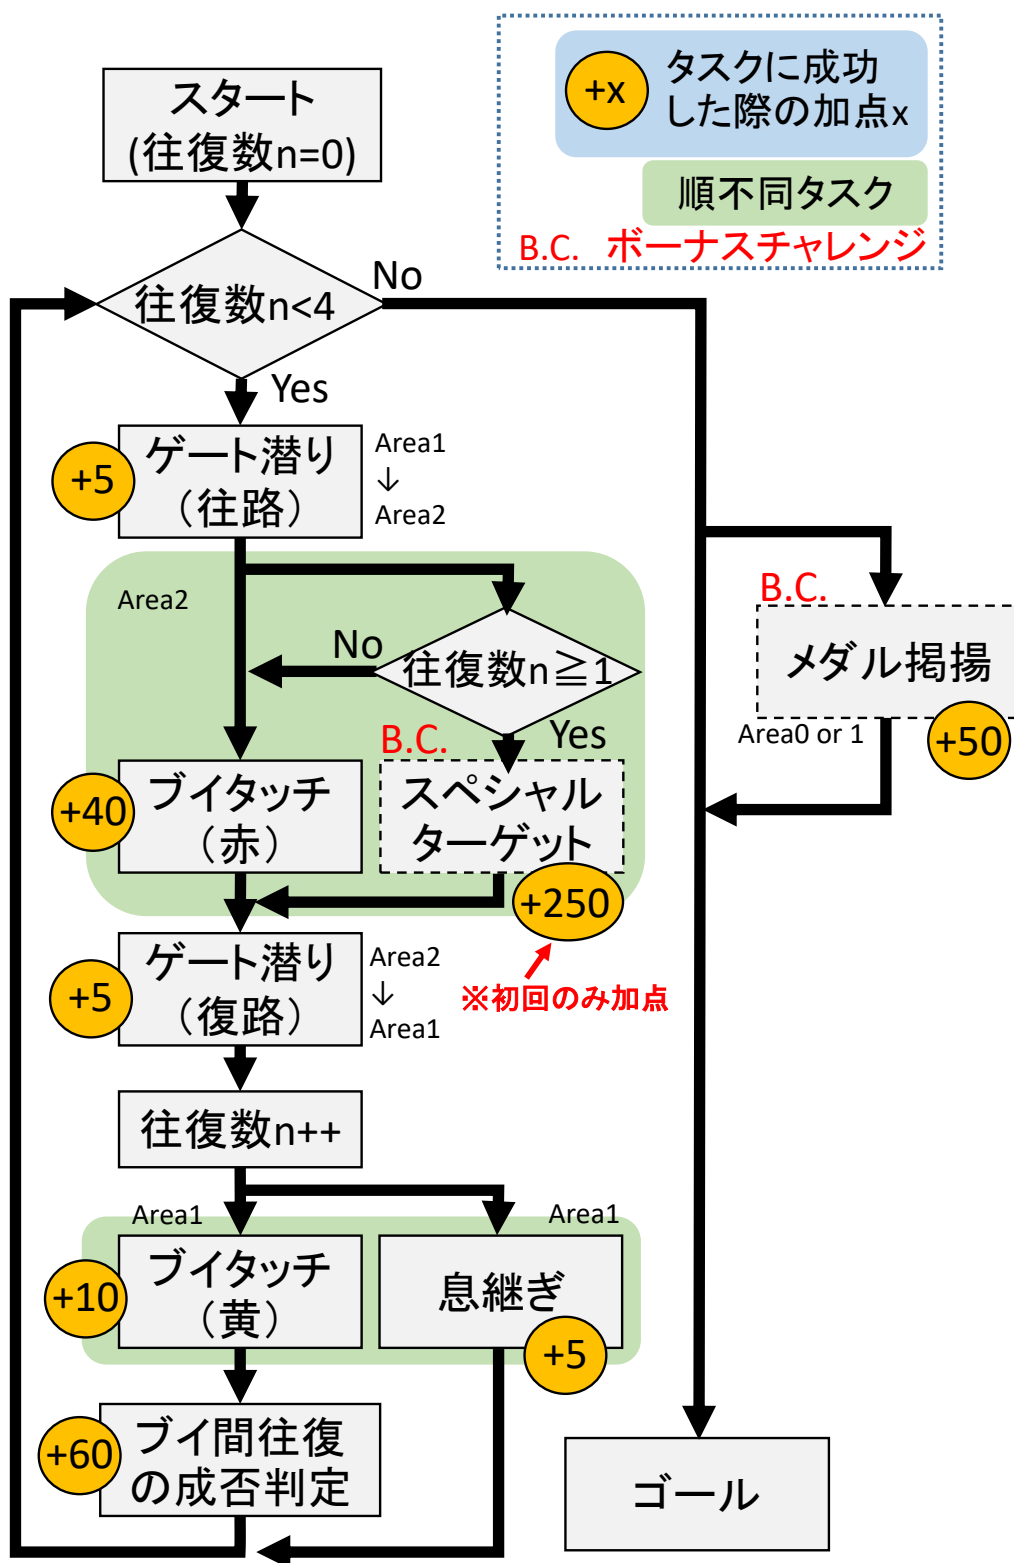 +x
タスクに成功
した際の加点x
順不同タスク
B.C. ボーナスチャレンジ
スタート
(往復数n=0)
往復数n<4
No
Yes
+5
ゲート潜り
（往路）
Area1
↓
Area2
Area2
往復数n≧1
No
Yes
B.C.
スペシャル
ターゲット
+250
※初回のみ加点
+40
ブイタッチ
（赤）
B.C.
メダル掲揚
Area0 or 1
+50
+5
ゲート潜り
（復路）
Area2
↓
Area1
往復数n++
Area1
+10
ブイタッチ
（黄）
Area1
息継ぎ
+5
+60
ブイ間往復
の成否判定
ゴール